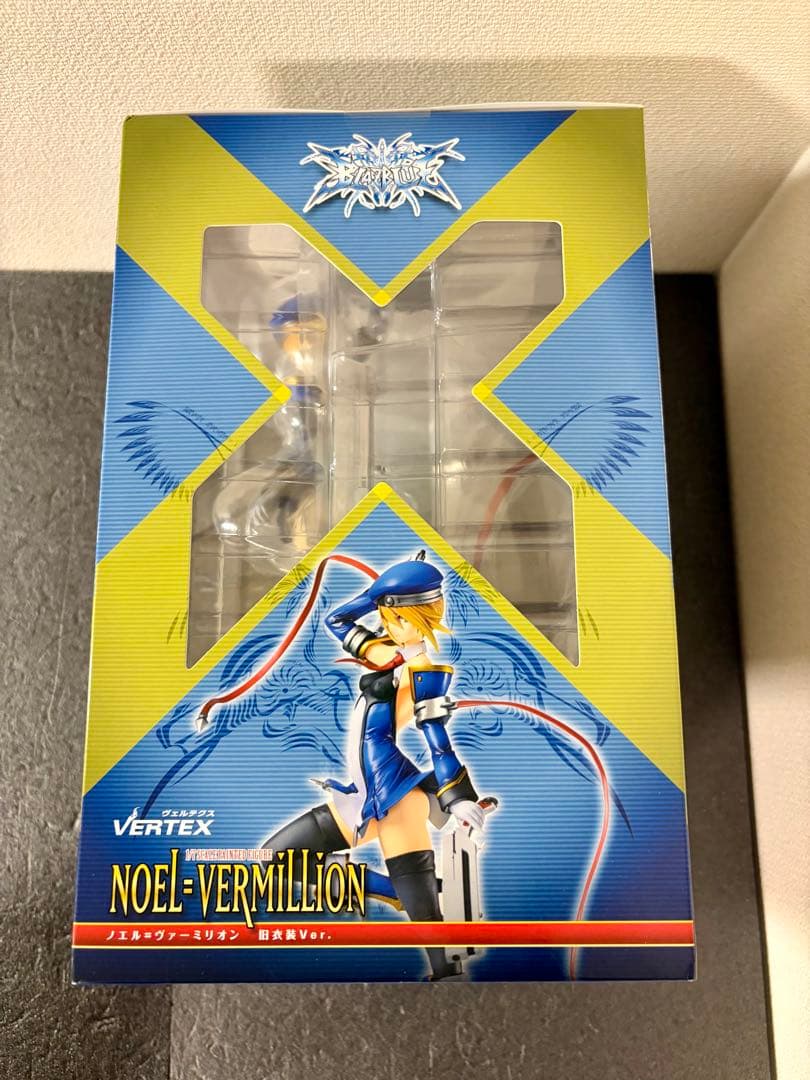 BLAZBLUE
ヴェルテクス
VERTEX
1/7 SCALE PAINTED FIGURE
NOEL=VERMiLLiON
ノエル=ヴァーミリオン 旧衣装Ver.